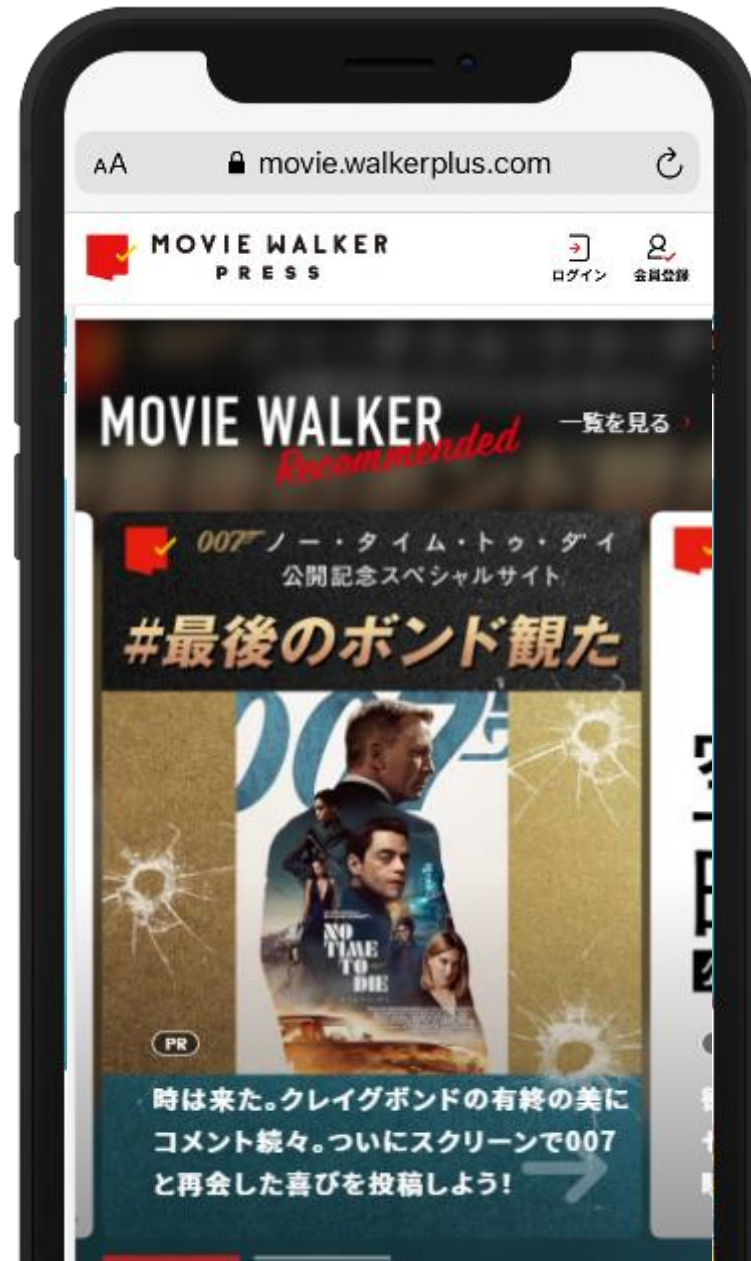 AA movie.walkerplus.com
MOVIE WALKER
PRESS
ログイン
会員登録
MOVIE WALKER
Recommended
一覧を見る
007 ノー・タイム・トゥ・ダイ
公開記念スペシャルサイト
#最後のボンド観た
007
NO
TIME
TO
DIE
PR
時は来た。クレイグボンドの有終の美に
コメント続々。ついにスクリーンで007
と再会した喜びを投稿しよう!